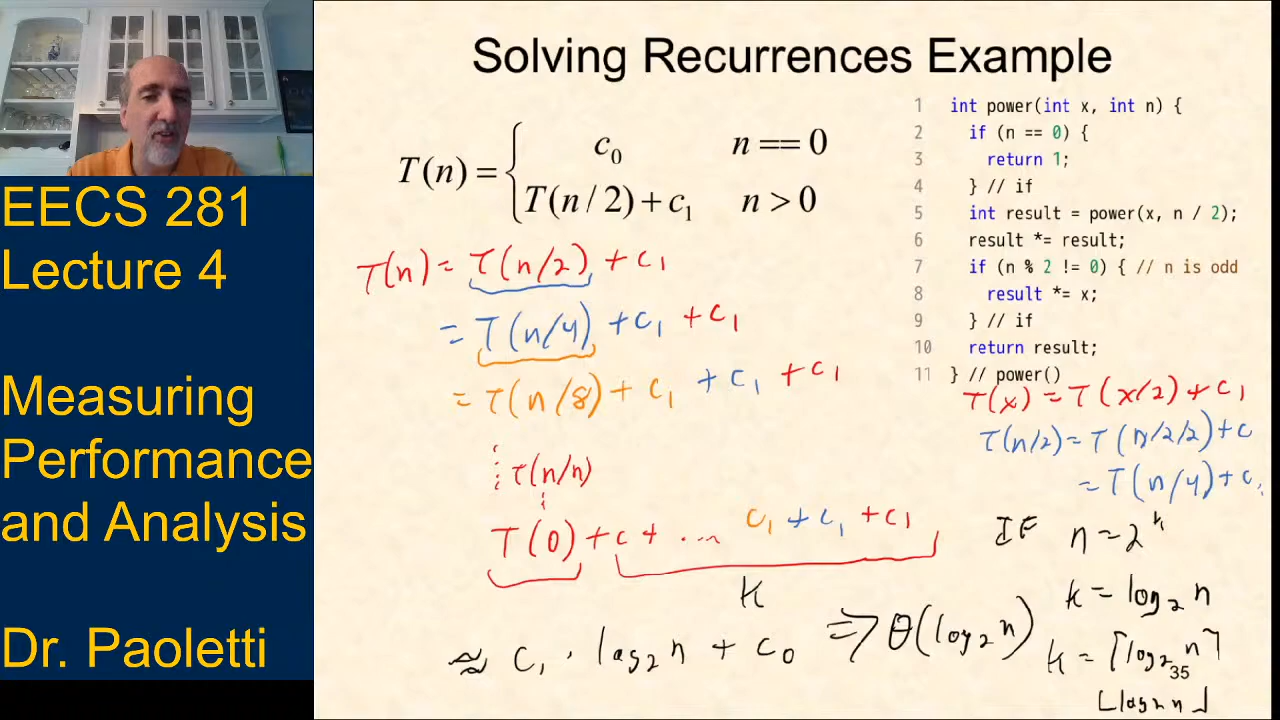 Solving Recurrences Example
EECS 281
Lecture 4
Measuring
Performance
and Analysis
Dr. Paoletti
T(n) = { c₀ n == 0
T(n / 2) + c₁ n > 0
1 int power(int x, int n) {
2 if (n == 0) {
3 return 1;
4 } // if
5 int result = power(x, n / 2);
6 result *= result;
7 if (n % 2 != 0) { // n is odd
8 result *= x;
9 } // if
10 return result;
11 } // power()
T(n) = T(n/2) + c₁
= T(n/4) + c₁ + c₁
= T(n/8) + c₁ + c₁ + c₁
⋮ T(n/n)
T(0) + c + ... c₁ + c₁ + c₁
k
≈ c₁ · log₂n + c₀ ⇒ θ(log₂n)
T(x) = T(x/2) + c₁
T(n/2) = T(n/2/2) + c
= T(n/4) + c₁
IF n = 2ᵏ
k = log₂ n
k = ⌈log₂ n⌉
35
⌊log₂ n⌋